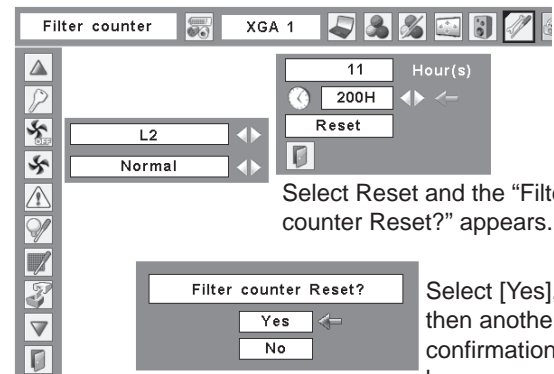 Filter counter
XGA 1
11 Hour(s)
200H
Reset
OFF
L2
Normal
Select Reset and the “Filte
counter Reset?” appears.
Filter counter Reset?
Yes
No
Select [Yes],
then anothe
confirmation